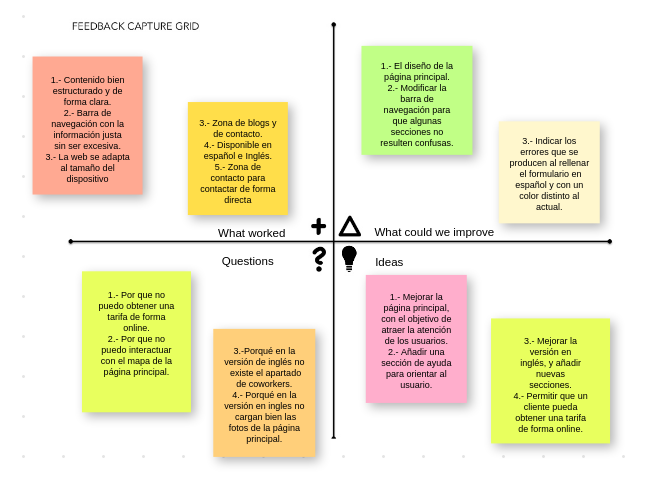 FEEDBACK CAPTURE GRID
1.- Contenido bien
estructurado y de
forma clara.
2.- Barra de
navegación con la
información justa
sin ser excesiva.
3.- La web se adapta
al tamaño del
dispositivo
3.- Zona de blogs y
de contacto.
4.- Disponible en
español e Inglés.
5.- Zona de
contacto para
contactar de forma
directa
What worked
1.- El diseño de la
página principal.
2.- Modificar la
barra de
navegación para
que algunas
secciones no
resulten confusas.
3.- Indicar los
errores que se
producen al rellenar
el formulario en
español y con un
color distinto al
actual.
What could we improve
Questions
1.- Por que no
puedo obtener una
tarifa de forma
online.
2.- Por que no
puedo interactuar
con el mapa de la
página principal.
3.-Porqué en la
versión de inglés no
existe el apartado
de coworkers.
4.- Porqué en la
versión en ingles no
cargan bien las
fotos de la página
principal.
Ideas
1.- Mejorar la
página principal,
con el objetivo de
atraer la atención
de los usuarios.
2.- Añadir una
sección de ayuda
para orientar al
usuario.
3.- Mejorar la
versión en
inglés, y añadir
nuevas
secciones.
4.- Permitir que un
cliente pueda
obtener una tarifa
de forma online.